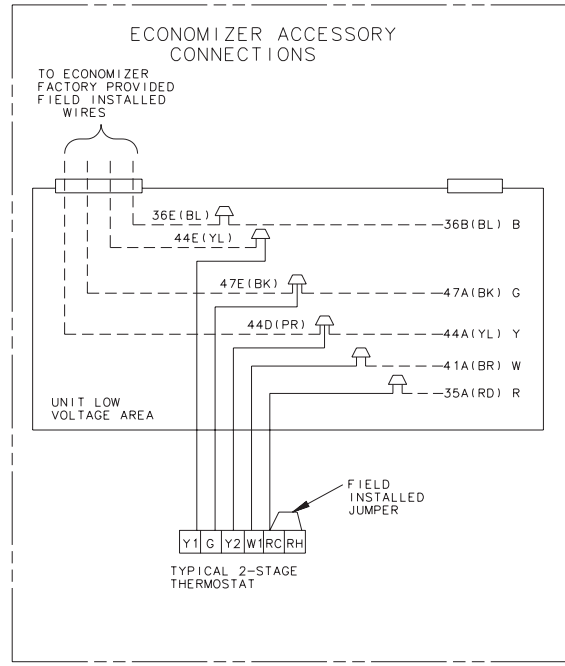 ECONOMIZER ACCESSORY
CONNECTIONS
TO ECONOMIZER
FACTORY PROVIDED
FIELD INSTALLED
WIRES
36E(BL)
36B(BL) B
44E(YL)
47E(BK)
47A(BK) G
44D(PR)
44A(YL) Y
41A(BR) W
35A(RD) R
UNIT LOW
VOLTAGE AREA
FIELD
INSTALLED
JUMPER
Y1 G Y2 W1 RC RH
TYPICAL 2-STAGE
THERMOSTAT